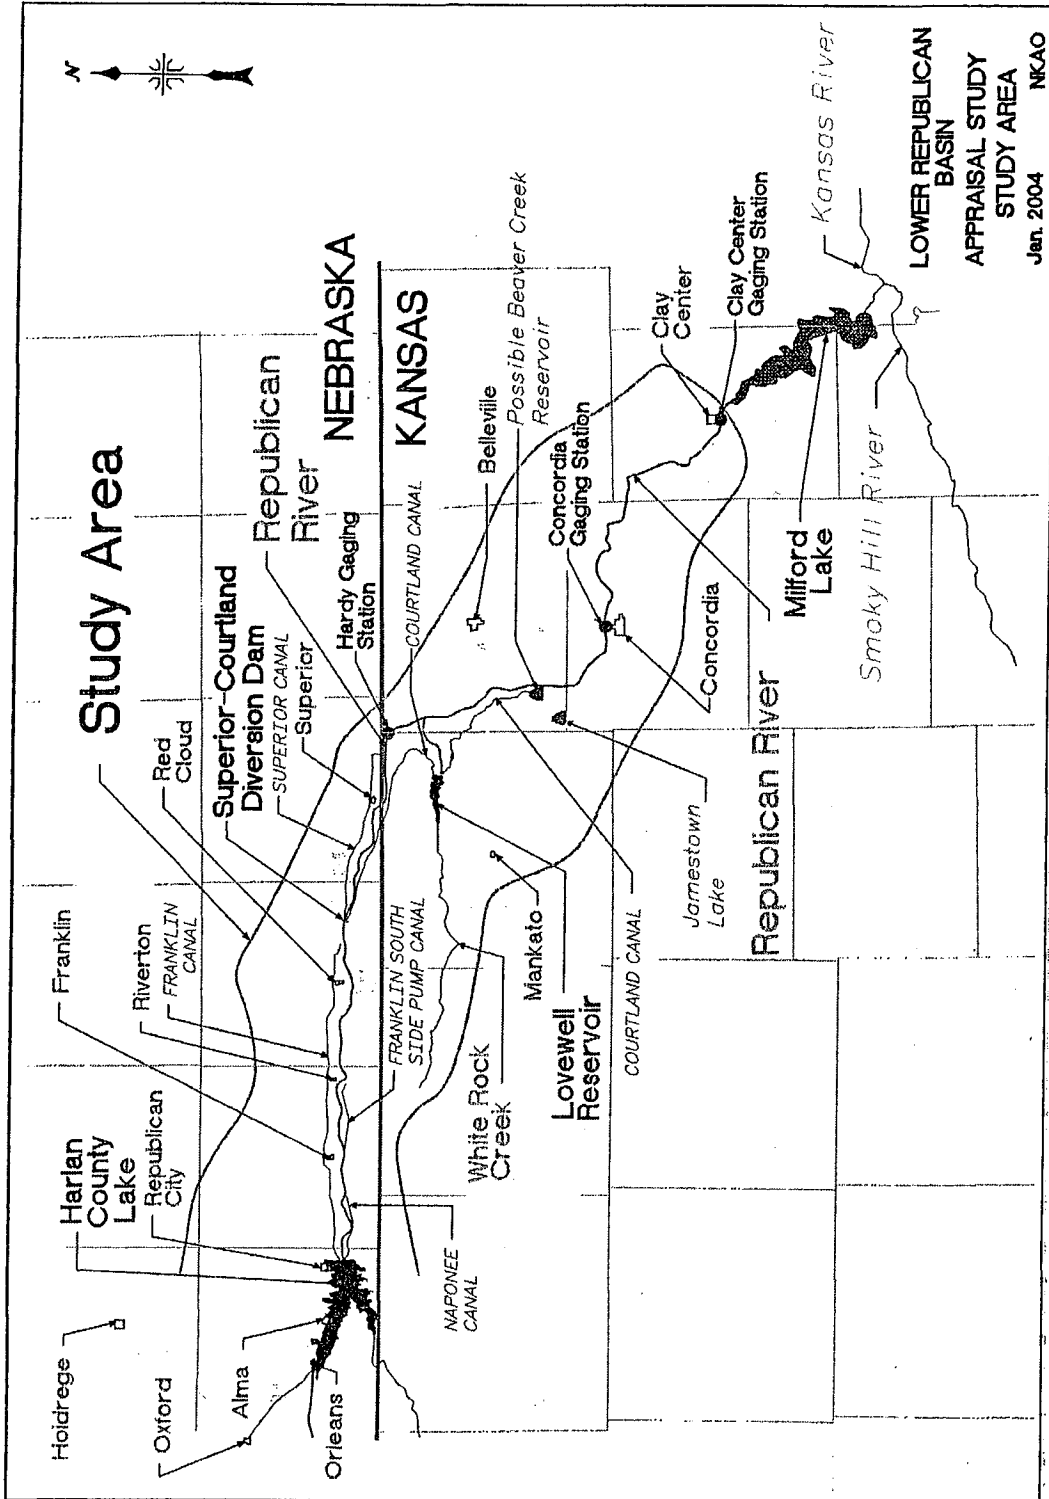 N
Study Area
Holdrege
Oxford
Alma
Orleans
Harlan
County
Lake
Republican
City
Franklin
Riverton
FRANKLIN
CANAL
Red
Cloud
Superior-Courtland
Diversion Dam
SUPERIOR CANAL
Superior
Republican
River
Hardy Gaging
Station
NEBRASKA
KANSAS
NAPONEE
CANAL
FRANKLIN SOUTH
SIDE PUMP CANAL
White Rock
Creek
COURTLAND CANAL
Belleville
Possible Beaver Creek
Reservoir
Mankato
Lovewell
Reservoir
COURTLAND CANAL
Jamestown
Lake
Concordia
Gaging Station
Concordia
Republican River
Clay
Center
Clay Center
Gaging Station
Milford
Lake
Smoky Hill River
Kansas River
LOWER REPUBLICAN
BASIN
APPRAISAL STUDY
STUDY AREA
Jan. 2004 NKAO